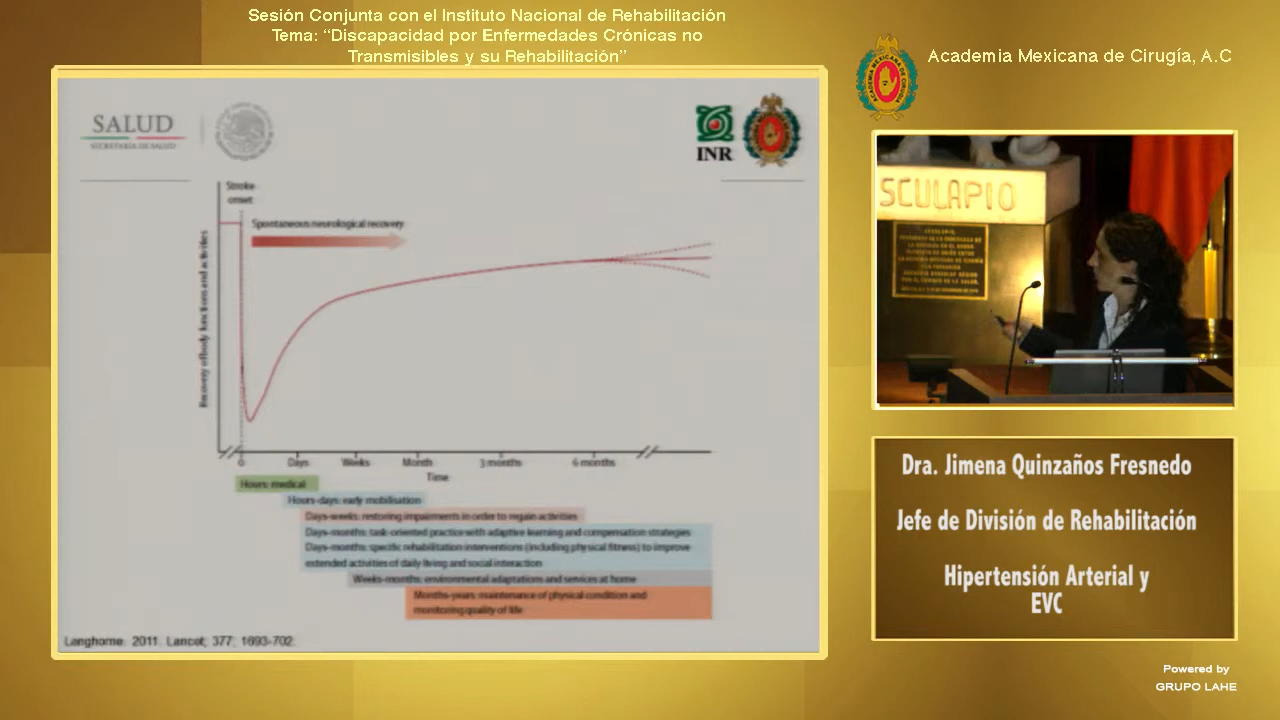 Sesión Conjunta con el Instituto Nacional de Rehabilitación
Tema: “Discapacidad por Enfermedades Crónicas no
Transmisibles y su Rehabilitación”
Academia Mexicana de Cirugía, A.C
SALUD
SECRETARÍA DE SALUD
INR
Stroke
onset
Spontaneous neurological recovery
Recovery of body functions and activities
0
Days
Weeks
Month
3 months
6 months
Time
Hours: medical
Hours-days: early mobilisation
Days-weeks: restoring impairments in order to regain activities
Days-months: task-oriented practice with adaptive learning and compensation strategies
Days-months: specific rehabilitation interventions (including physical fitness) to improve
extended activities of daily living and social interaction
Weeks-months: environmental adaptations and services at home
Months-years: maintenance of physical condition and
monitoring quality of life
Langhorne. 2011. Lancet; 377; 1693-702.
SCULAPIO
Dra. Jimena Quinzaños Fresnedo
Jefe de División de Rehabilitación
Hipertensión Arterial y
EVC
Powered by
GRUPO LAHE